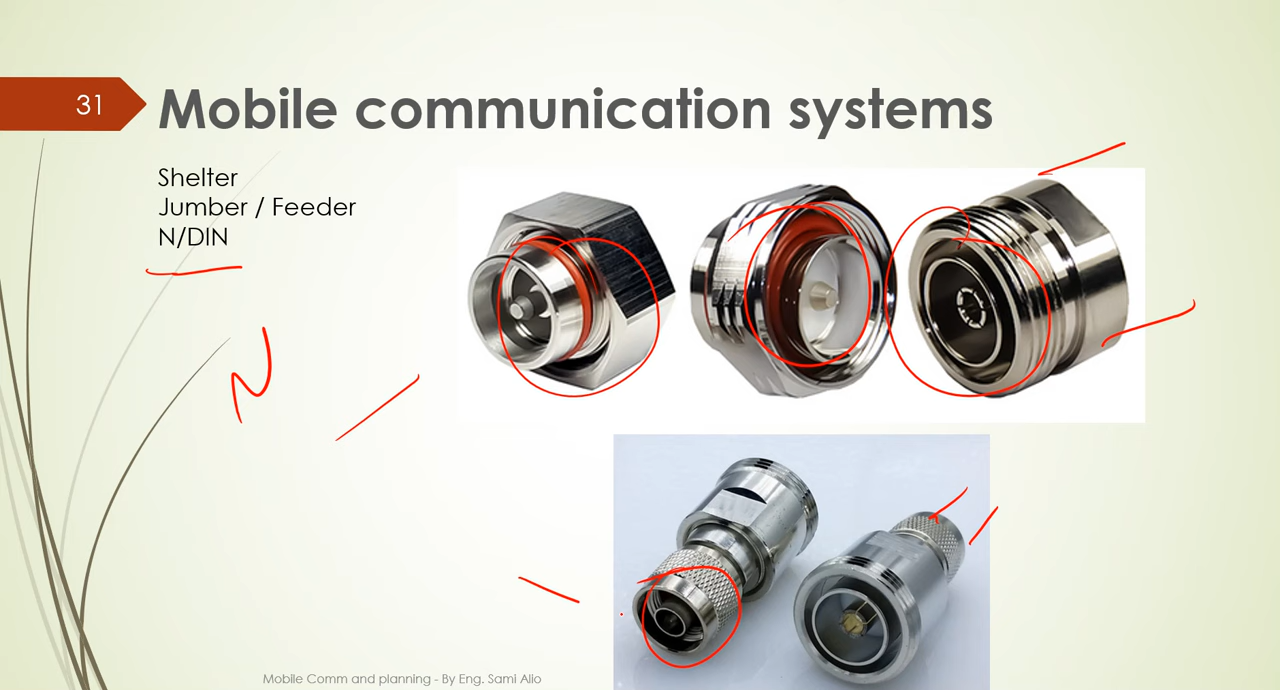 31
Mobile communication systems
Shelter
Jumber / Feeder
N/DIN
N
Mobile Comm and planning - By Eng. Sami Alio